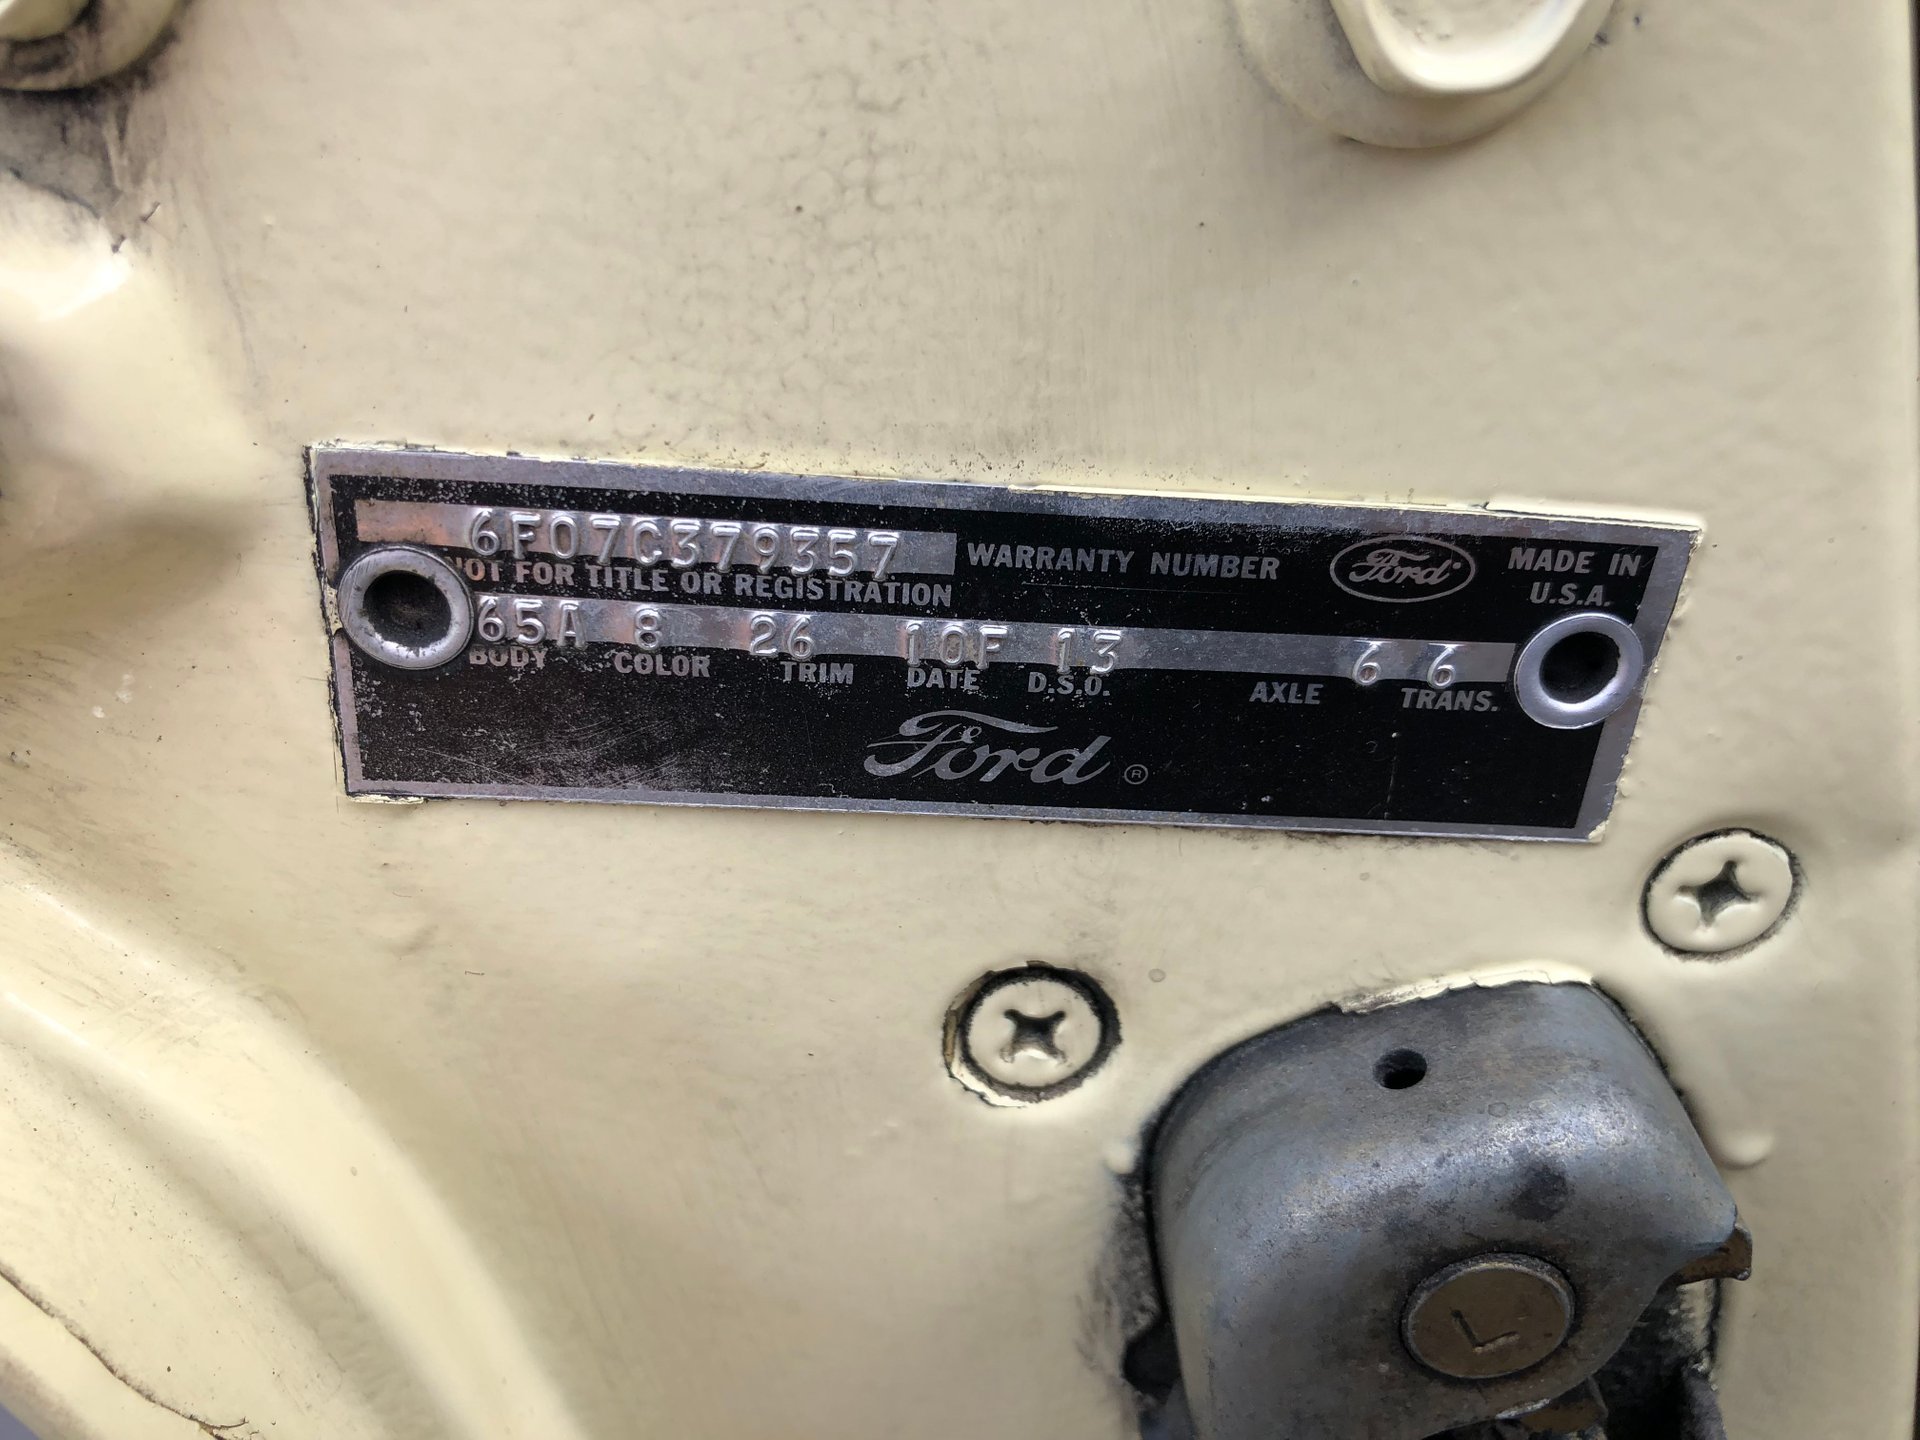 6F07C379357 WARRANTY NUMBER Ford MADE IN U.S.A.
NOT FOR TITLE OR REGISTRATION
65A 8 26 10F 13 6 6
BODY COLOR TRIM DATE D.S.O. AXLE TRANS.
Ford ®
L